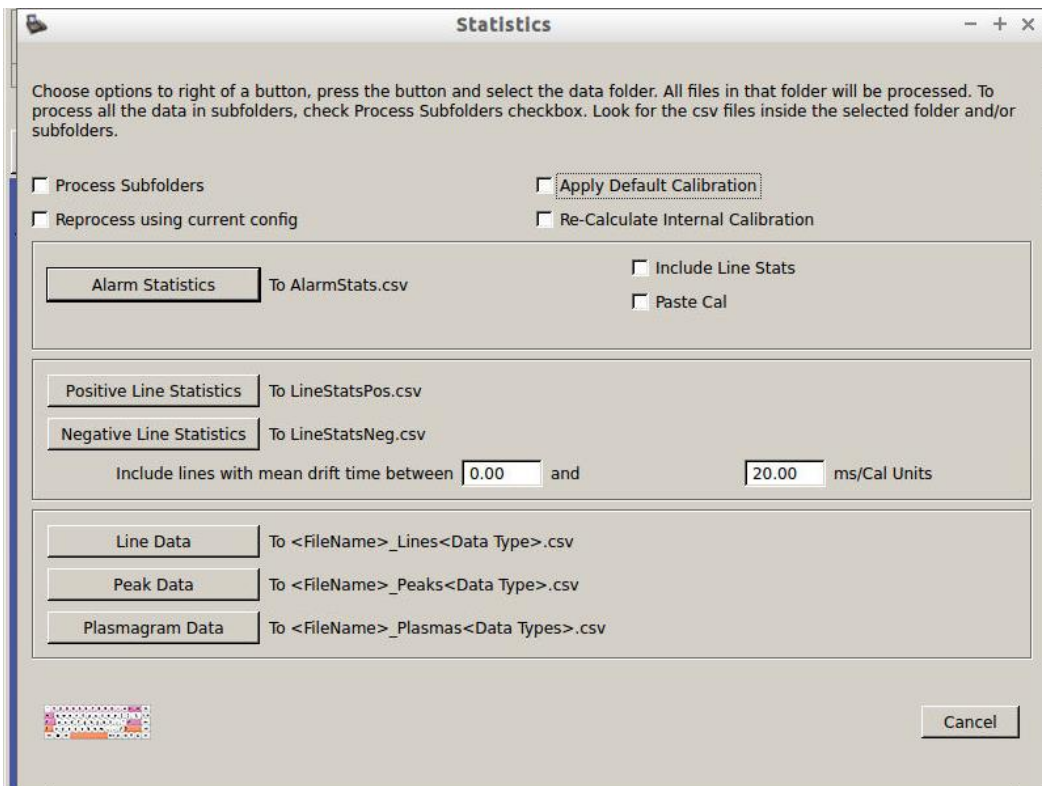 Statistics
Choose options to right of a button, press the button and select the data folder. All files in that folder will be processed. To
process all the data in subfolders, check Process Subfolders checkbox. Look for the csv files inside the selected folder and/or
subfolders.
Process Subfolders
Apply Default Calibration
Reprocess using current config
Re-Calculate Internal Calibration
Alarm Statistics To AlarmStats.csv
Include Line Stats
Paste Cal
Positive Line Statistics To LineStatsPos.csv
Negative Line Statistics To LineStatsNeg.csv
Include lines with mean drift time between 0.00 and 20.00 ms/Cal Units
Line Data To <FileName>_Lines<Data Type>.csv
Peak Data To <FileName>_Peaks<Data Type>.csv
Plasmagram Data To <FileName>_Plasmas<Data Types>.csv
Cancel